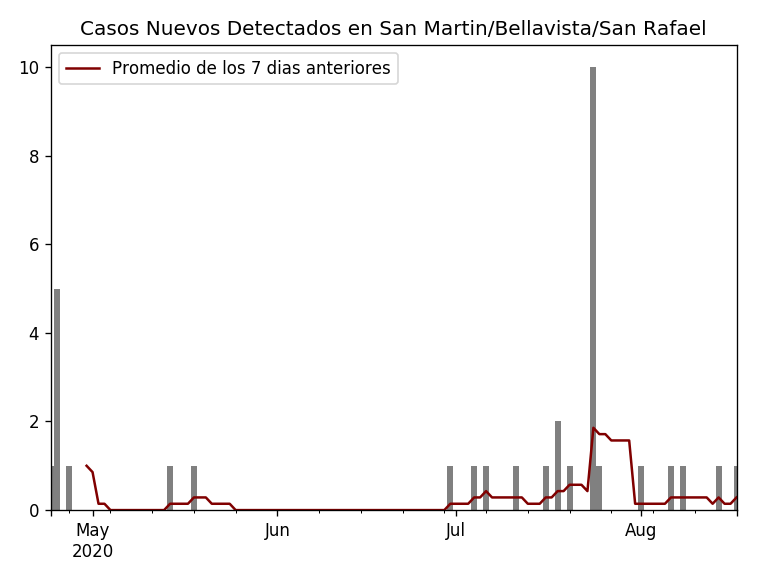 Casos Nuevos Detectados en San Martin/Bellavista/San Rafael
Promedio de los 7 dias anteriores
10
8
6
4
2
0
May
2020
Jun
Jul
Aug